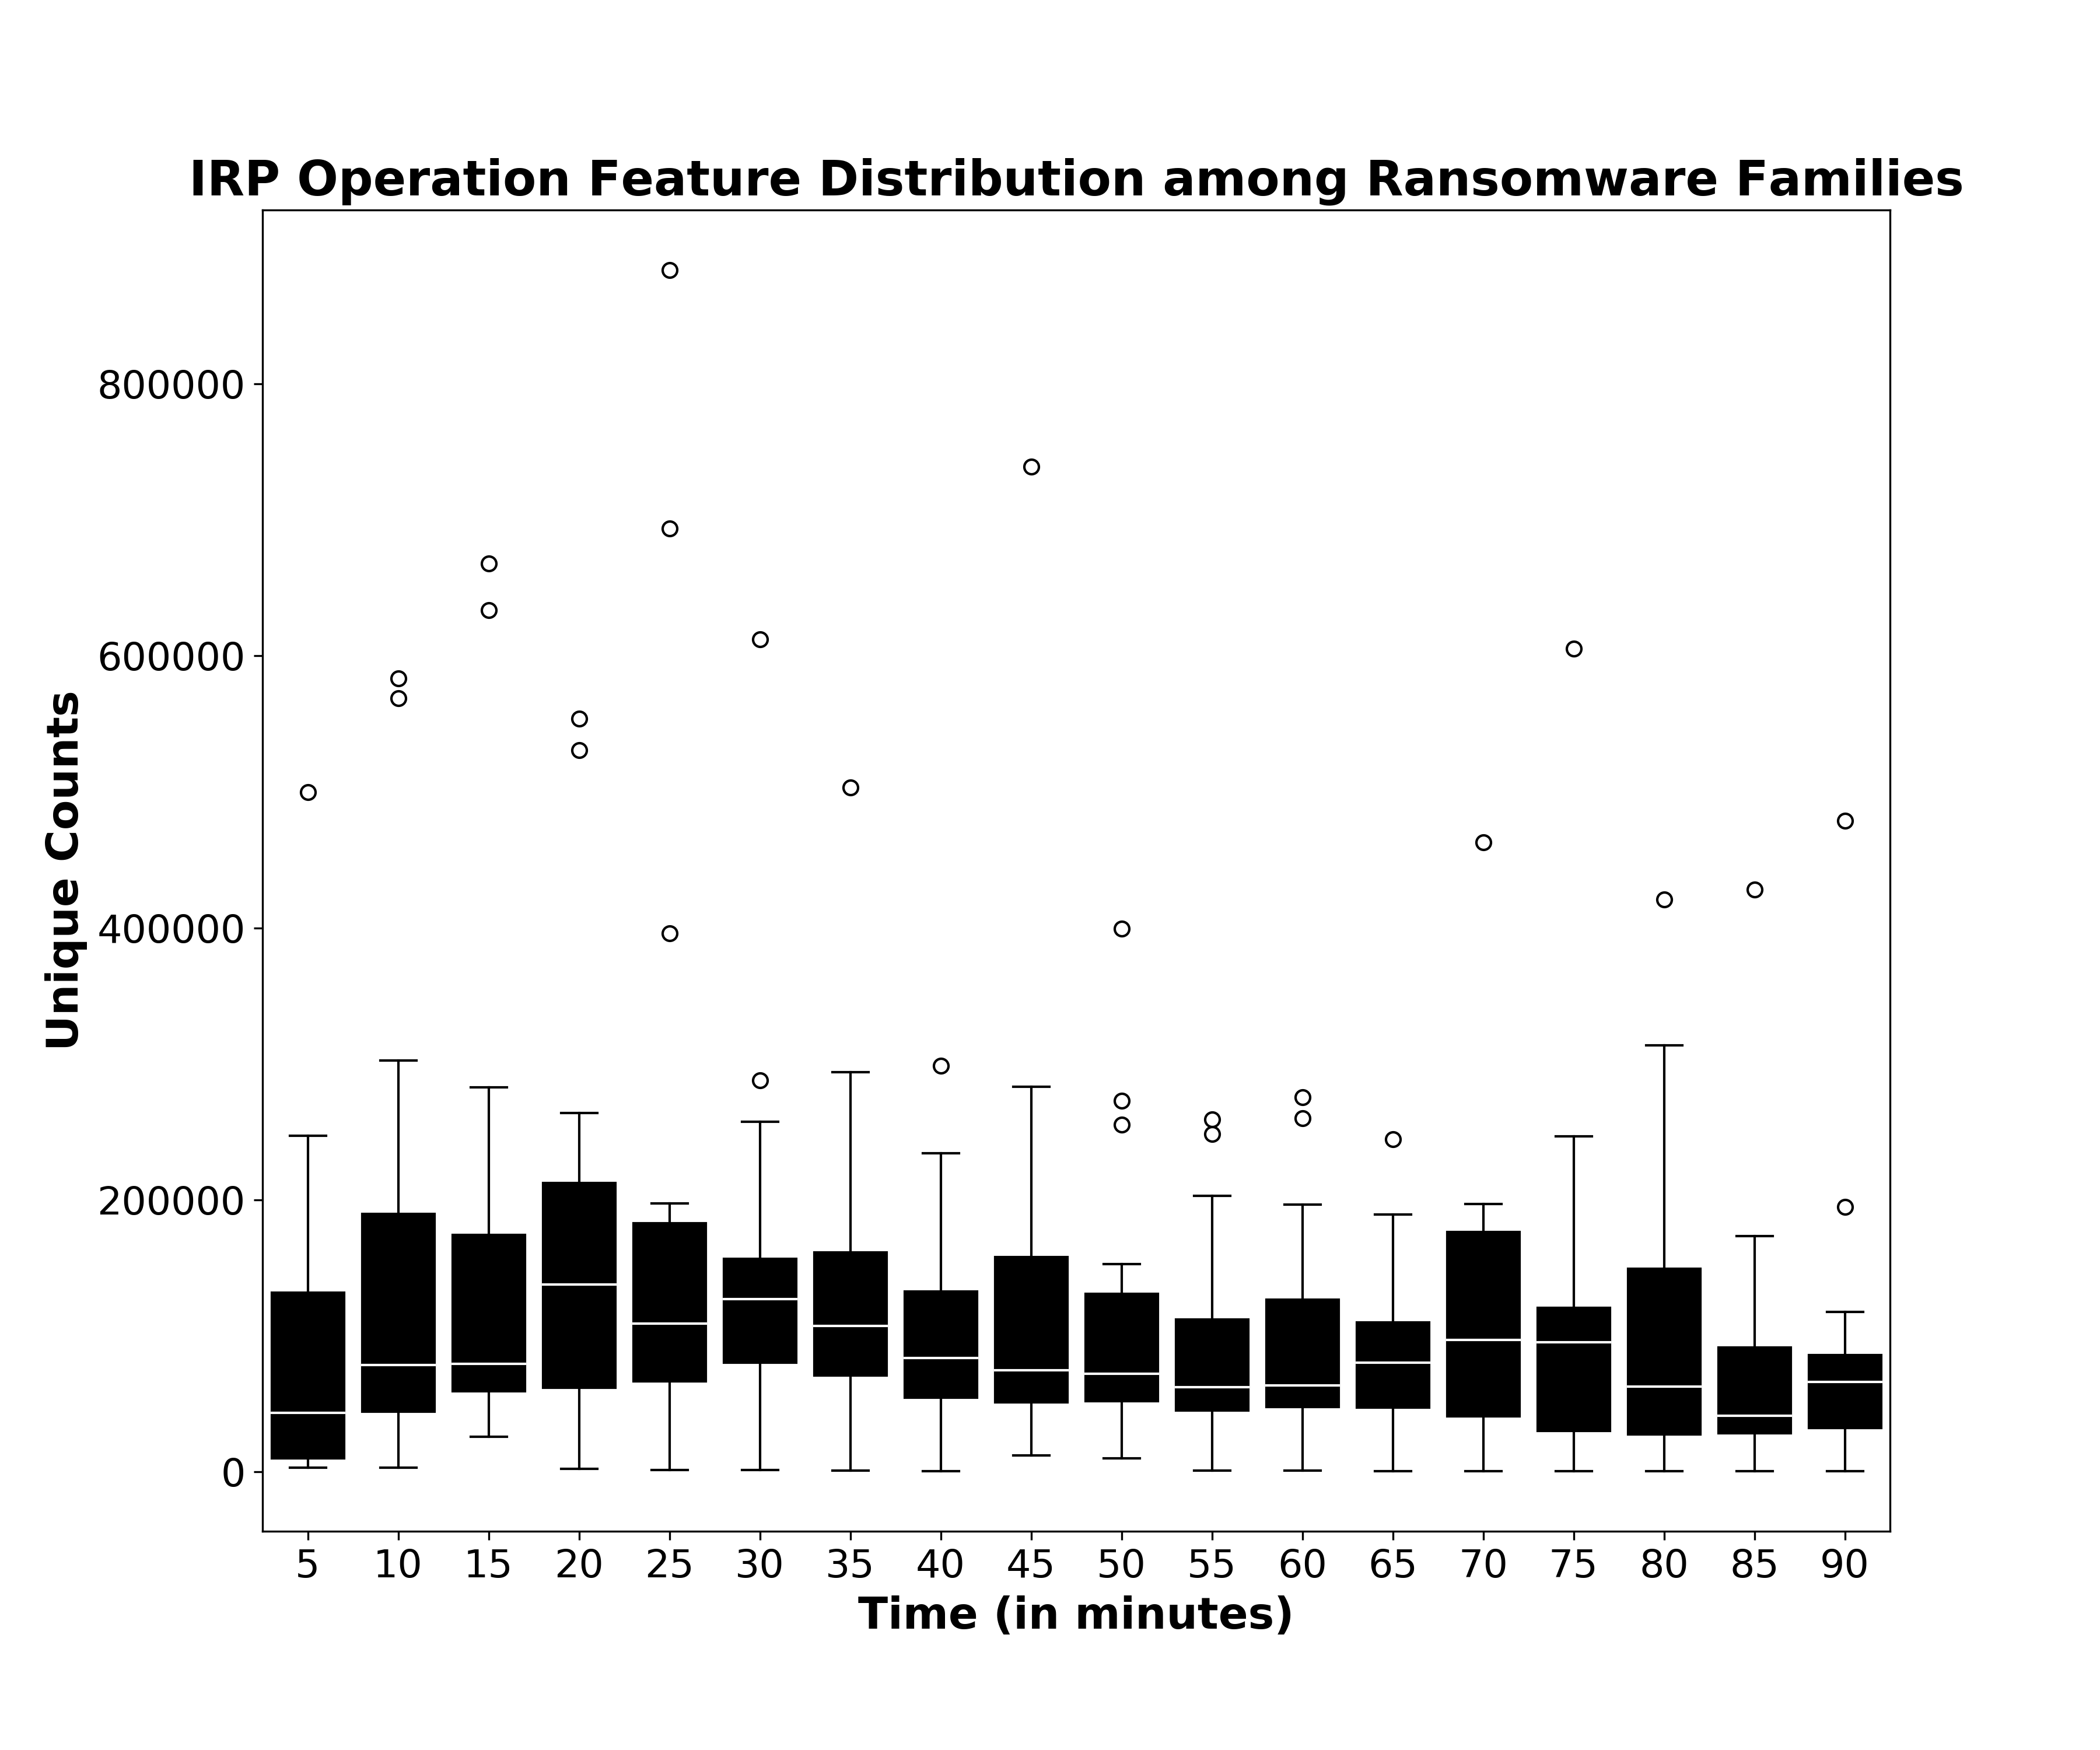 IRP Operation Feature Distribution among Ransomware Families
Unique Counts
800000
600000
400000
200000
0
5 10 15 20 25 30 35 40 45 50 55 60 65 70 75 80 85 90
Time (in minutes)